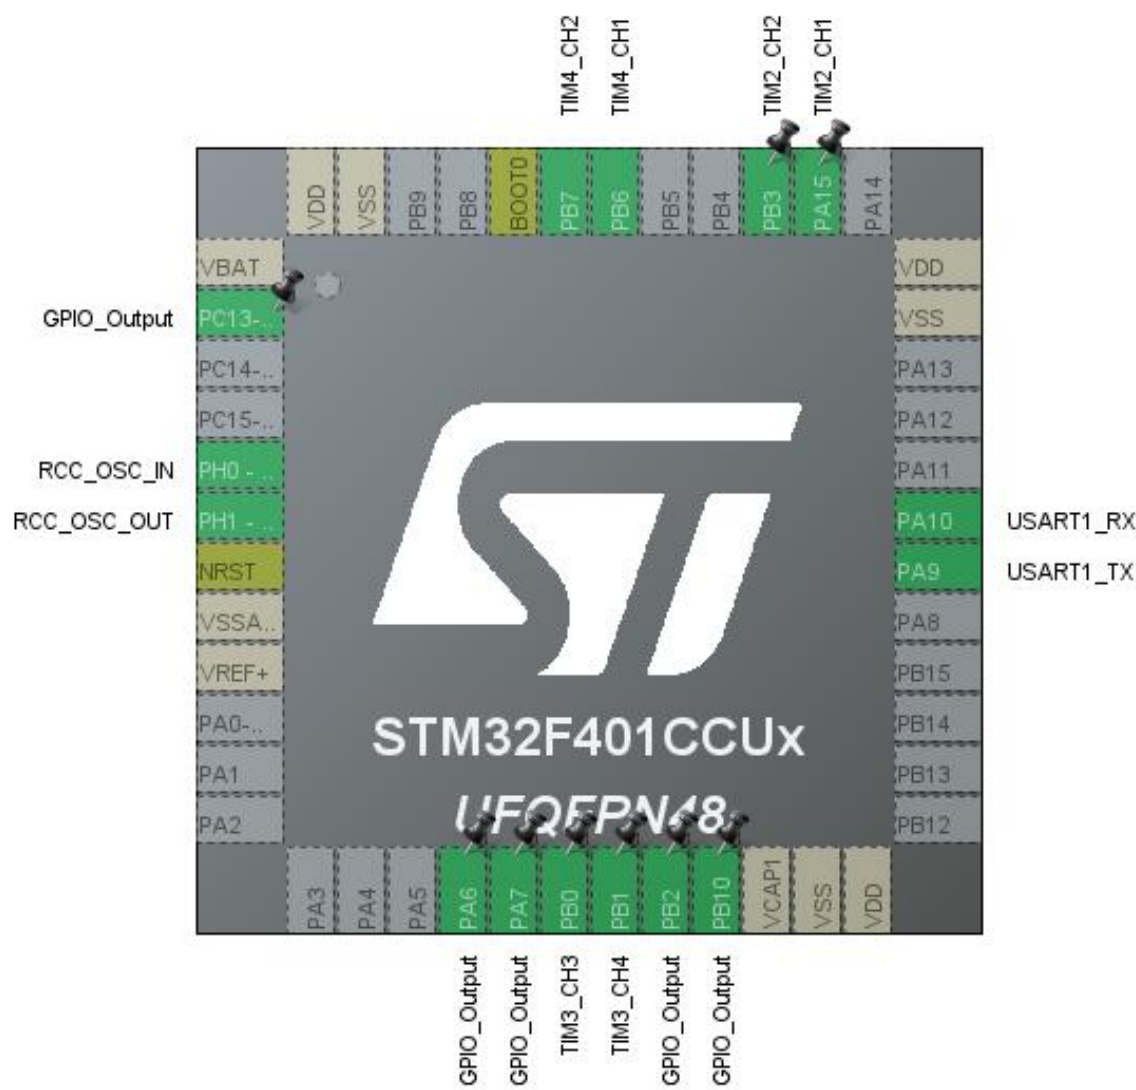 TIM4_CH2
TIM4_CH1
TIM2_CH2
TIM2_CH1
VDD
VSS
PB9
PB8
BOOT0
PB7
PB6
PB5
PB4
PB3
PA15
PA14
VBAT
GPIO_Output PC13-..
PC14-..
PC15-..
RCC_OSC_IN PH0 - ..
RCC_OSC_OUT PH1 - ..
NRST
VSSA..
VREF+
PA0-..
PA1
PA2
VDD
VSS
PA13
PA12
PA11
PA10 USART1_RX
PA9 USART1_TX
PA8
PB15
PB14
PB13
PB12
ST
STM32F401CCUx
UFQFPN48
PA3
PA4
PA5
PA6
PA7
PB0
PB1
PB2
PB10
VCAP1
VSS
VDD
GPIO_Output
GPIO_Output
TIM3_CH3
TIM3_CH4
GPIO_Output
GPIO_Output